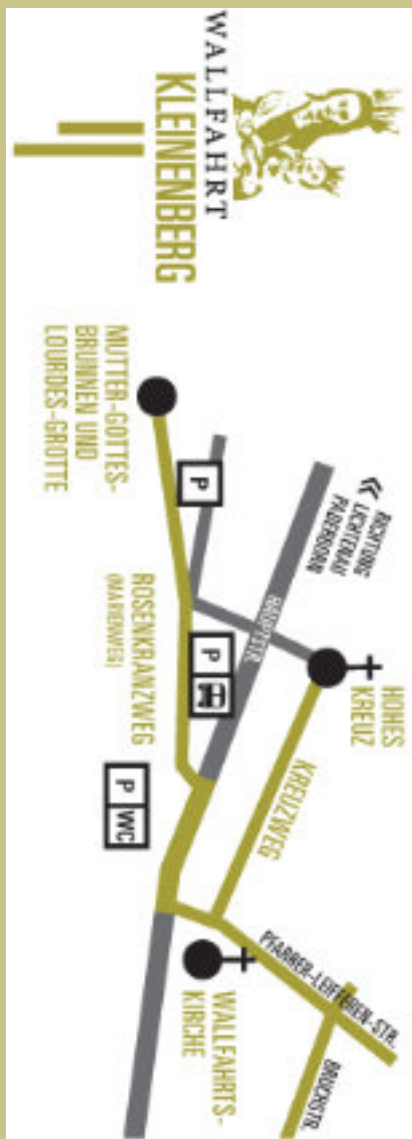 WALLFAHRT
KLEINENBERG
MUTTER-GOTTES-
BRUNNEN UND
LOURDES-GROTTE
P
RICHTUNG
LICHTENAU/
PADERBORN
HAUPTSTR.
ROSENKRANZWEG
(MARIENWEG)
P
HOHES
KREUZ
P WC
KREUZWEG
WALLFAHRTS-
KIRCHE
PFARRER-LEIFFEREN-STR.
BRUCHSTR.